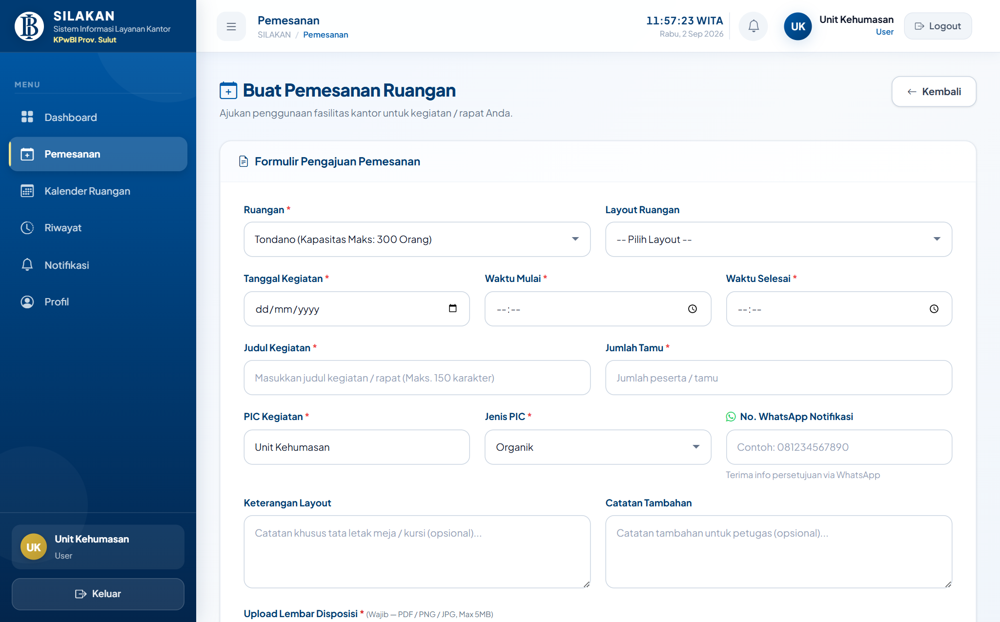 SILAKAN
Sistem Informasi Layanan Kantor
KPwBI Prov. Sulut
MENU
Dashboard
Pemesanan
Kalender Ruangan
Riwayat
Notifikasi
Profil
UK
Unit Kehumasan
User
Keluar
Pemesanan
SILAKAN / Pemesanan
11:57:23 WITA
Rabu, 2 Sep 2026
UK
Unit Kehumasan
User
Logout
Buat Pemesanan Ruangan
Ajukan penggunaan fasilitas kantor untuk kegiatan / rapat Anda.
Kembali
Formulir Pengajuan Pemesanan
Ruangan *
Tondano (Kapasitas Maks: 300 Orang)
Layout Ruangan
-- Pilih Layout --
Tanggal Kegiatan *
dd/mm/yyyy
Waktu Mulai *
--:--
Waktu Selesai *
--:--
Judul Kegiatan *
Masukkan judul kegiatan / rapat (Maks. 150 karakter)
Jumlah Tamu *
Jumlah peserta / tamu
PIC Kegiatan *
Unit Kehumasan
Jenis PIC *
Organik
No. WhatsApp Notifikasi
Contoh: 081234567890
Terima info persetujuan via WhatsApp
Keterangan Layout
Catatan khusus tata letak meja / kursi (opsional)...
Catatan Tambahan
Catatan tambahan untuk petugas (opsional)...
Upload Lembar Disposisi * (Wajib — PDF / PNG / JPG, Max 5MB)